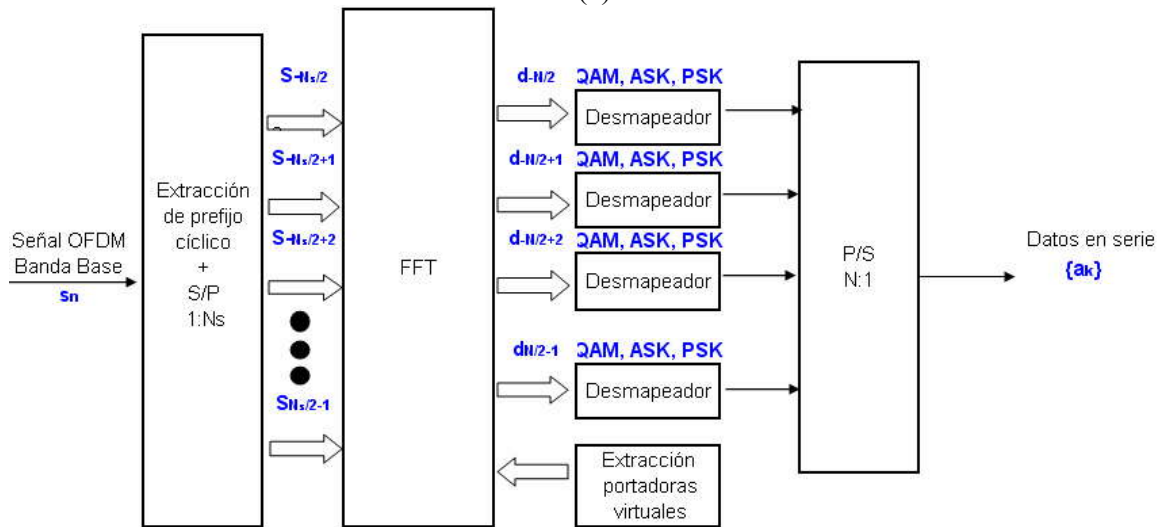 Señal OFDM
Banda Base
sn
Extracción
de prefijo
cíclico
+
S/P
1:Ns
S-Ns/2
S-Ns/2+1
S-Ns/2+2
SNs/2-1
FFT
d-N/2
QAM, ASK, PSK
Desmapeador
d-N/2+1
QAM, ASK, PSK
Desmapeador
d-N/2+2
QAM, ASK, PSK
Desmapeador
dN/2-1
QAM, ASK, PSK
Desmapeador
Extracción
portadoras
virtuales
P/S
N:1
Datos en serie
{ak}